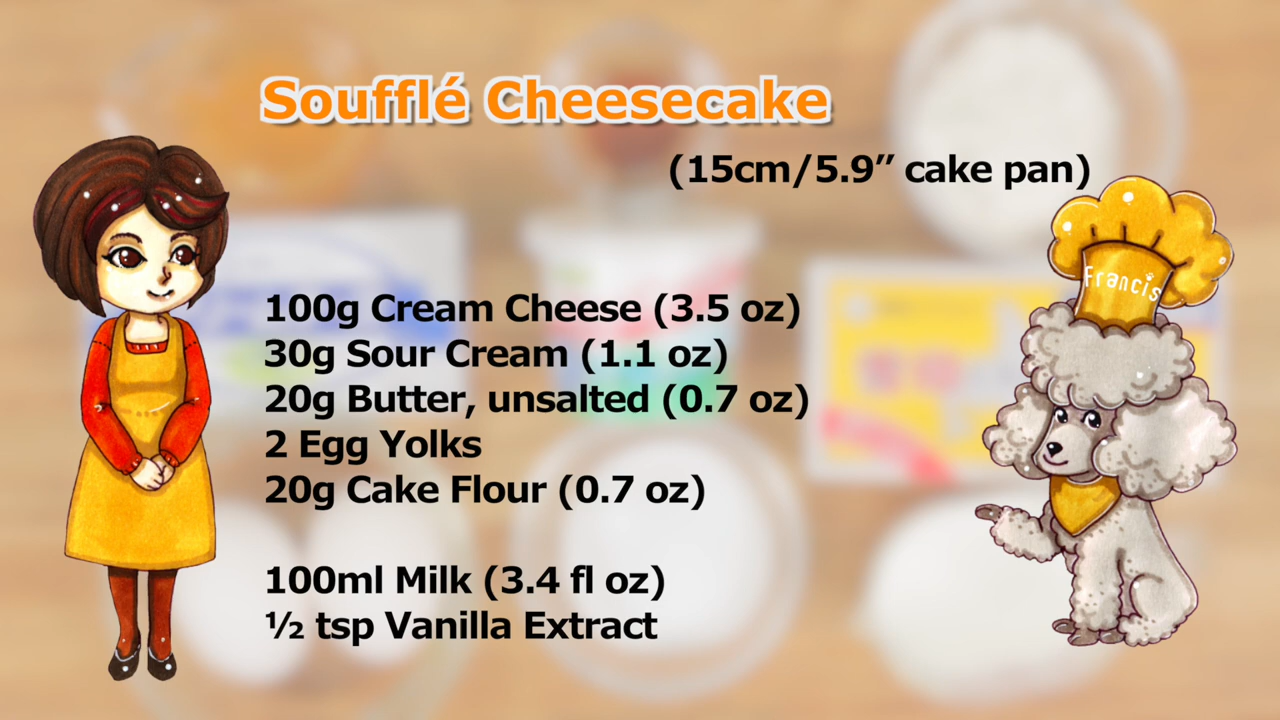 Soufflé Cheesecake
(15cm/5.9” cake pan)
Francis
100g Cream Cheese (3.5 oz)
30g Sour Cream (1.1 oz)
20g Butter, unsalted (0.7 oz)
2 Egg Yolks
20g Cake Flour (0.7 oz)
100ml Milk (3.4 fl oz)
½ tsp Vanilla Extract